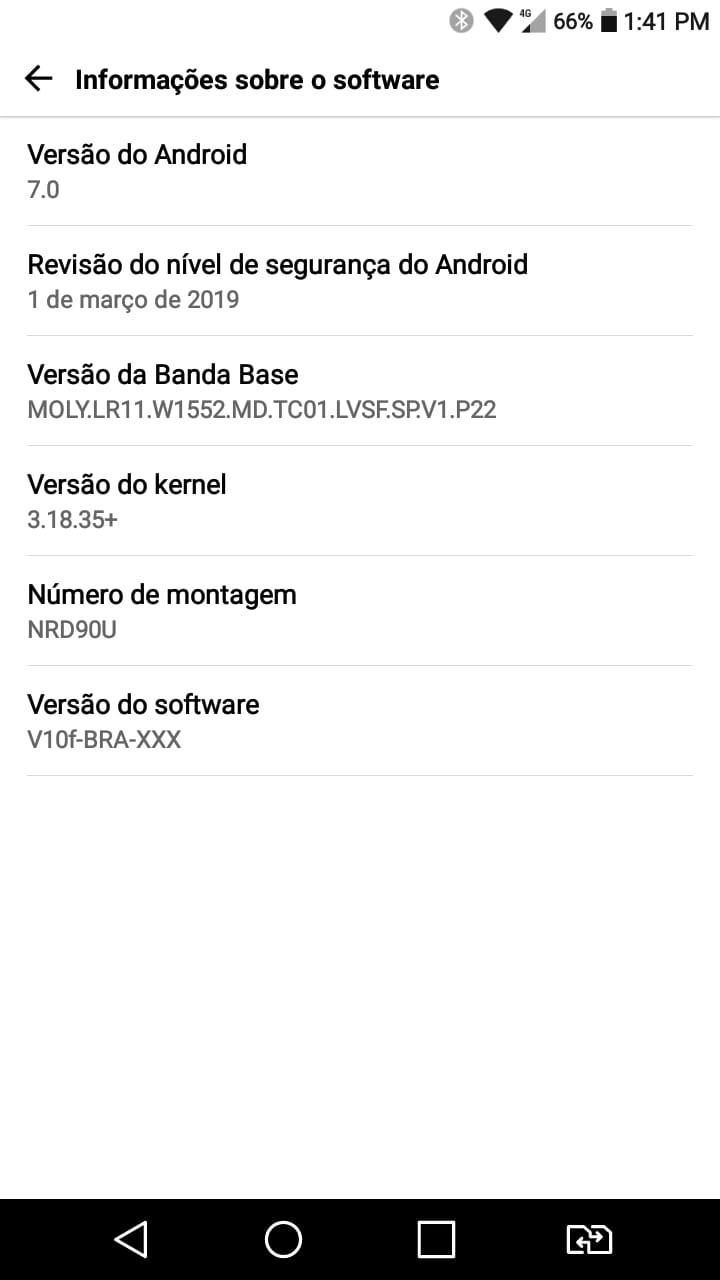 4G 66% 1:41 PM
Informações sobre o software
Versão do Android
7.0
Revisão do nível de segurança do Android
1 de março de 2019
Versão da Banda Base
MOLY.LR11.W1552.MD.TC01.LVSF.SP.V1.P22
Versão do kernel
3.18.35+
Número de montagem
NRD90U
Versão do software
V10f-BRA-XXX